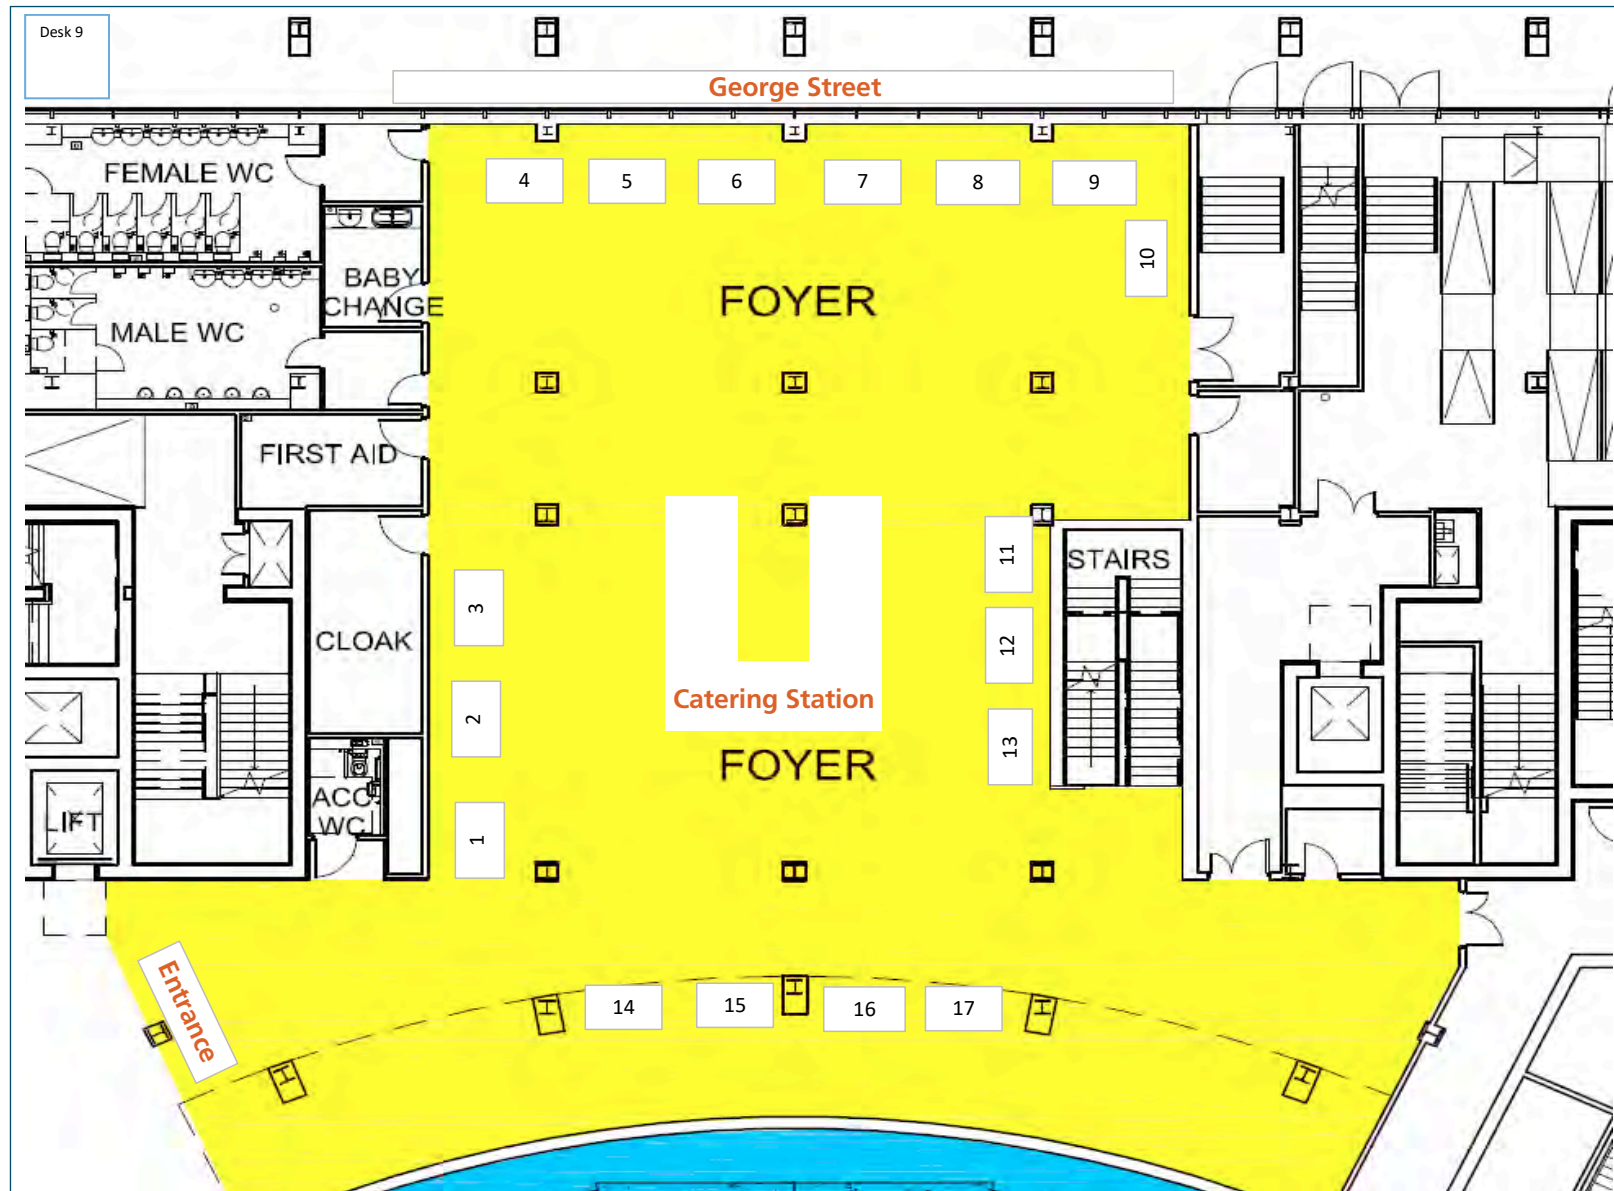 Desk 9
George Street
FEMALE WC
4
5
6
7
8
9
10
BABY
CHANGE
FOYER
MALE WC
FIRST AID
11
STAIRS
3
CLOAK
12
2
Catering Station
13
FOYER
ACC
WC
LIFT
1
Entrance
14
15
16
17